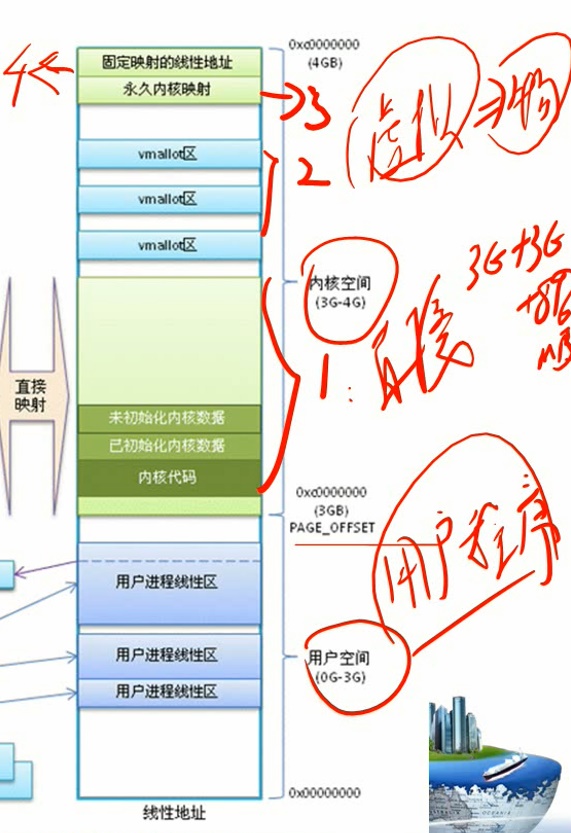 固定映射的线性地址
永久内核映射
vmallot区
vmallot区
vmallot区
直接
映射
未初始化内核数据
已初始化内核数据
内核代码
用户进程线性区
用户进程线性区
用户进程线性区
线性地址
0xd0000000
(4GB)
内核空间
(3G-4G)
0xd0000000
(3GB)
PAGE_OFFSET
用户空间
(0G-3G)
0x00000000
4
3
2
虚拟
1:直接
3G
用户程序